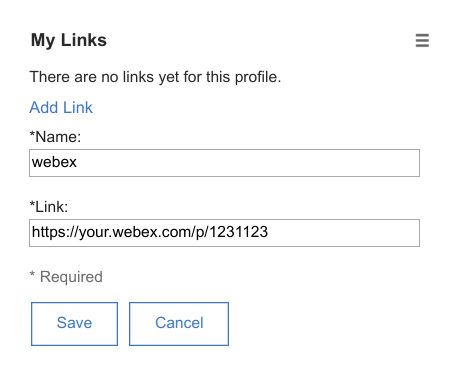 My Links
There are no links yet for this profile.
Add Link
*Name:
webex
*Link:
https://your.webex.com/p/1231123
* Required
Save Cancel